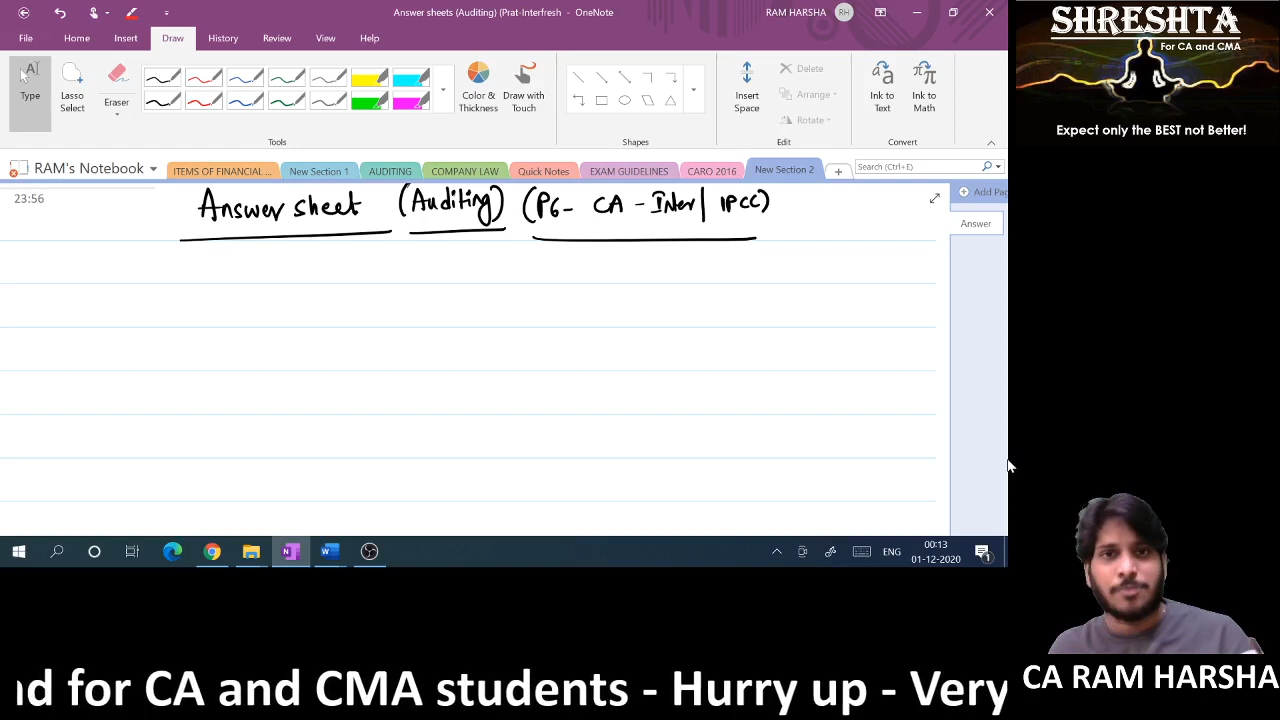 Answer sheets (Auditing) (Prat-Interfresh - OneNote
RAM HARSHA RH
File Home Insert Draw History Review View Help
Type
Lasso Select
Eraser
Color & Thickness
Draw with Touch
Insert Space
Delete
Arrange
Rotate
Ink to Text
Ink to Math
Tools Shapes Edit Convert
RAM's Notebook ITEMS OF FINANCIAL ... New Section 1 AUDITING COMPANY LAW Quick Notes EXAM GUIDELINES CARO 2016 New Section 2 + Search (Ctrl+E)
23:56
Answer sheet (Auditing) (P6- CA - Inter| IPCC)
Add Pag
Answer
ENG
00:13
01-12-2020
1
SHRESHTA
For CA and CMA
Expect only the BEST not Better!
CA RAM HARSHA
nd for CA and CMA students - Hurry up - Very